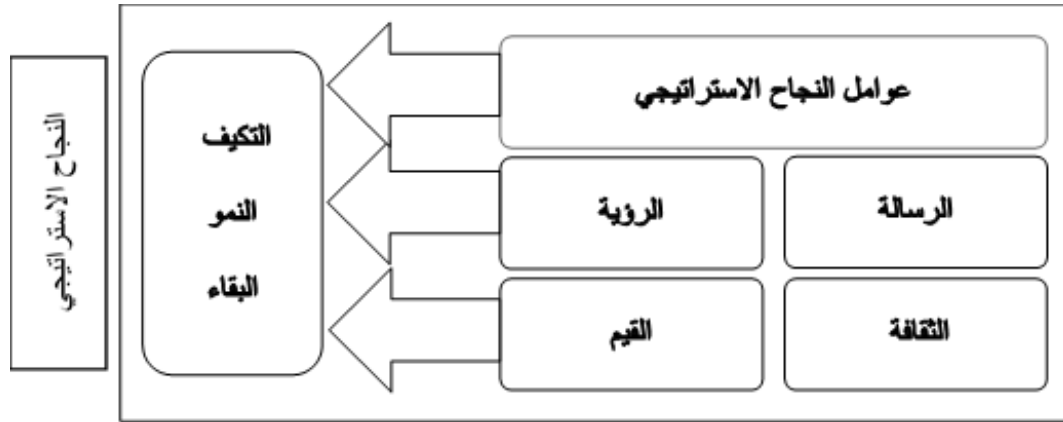 عوامل النجاح الاستراتيجي
الرسالة
الرؤية
الثقافة
القيم
التكيف
النمو
البقاء
النجاح الاستراتيجي